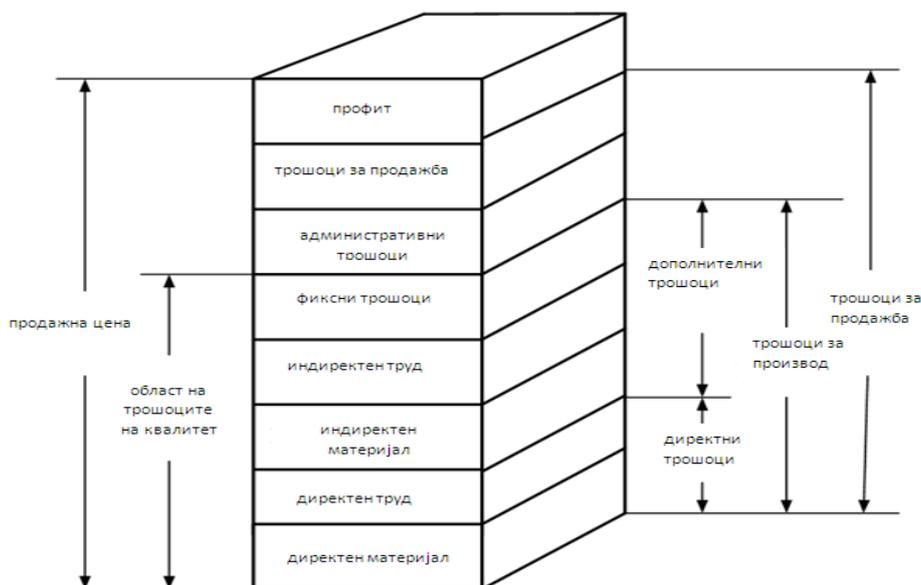 профит
трошоци за продажба
административни
трошоци
фиксни трошоци
индиректен труд
индиректен
материјал
директен труд
директен материјал
продажна цена
област на
трошоците
на квалитет
дополнителни
трошоци
директни
трошоци
трошоци за
производ
трошоци за
продажба